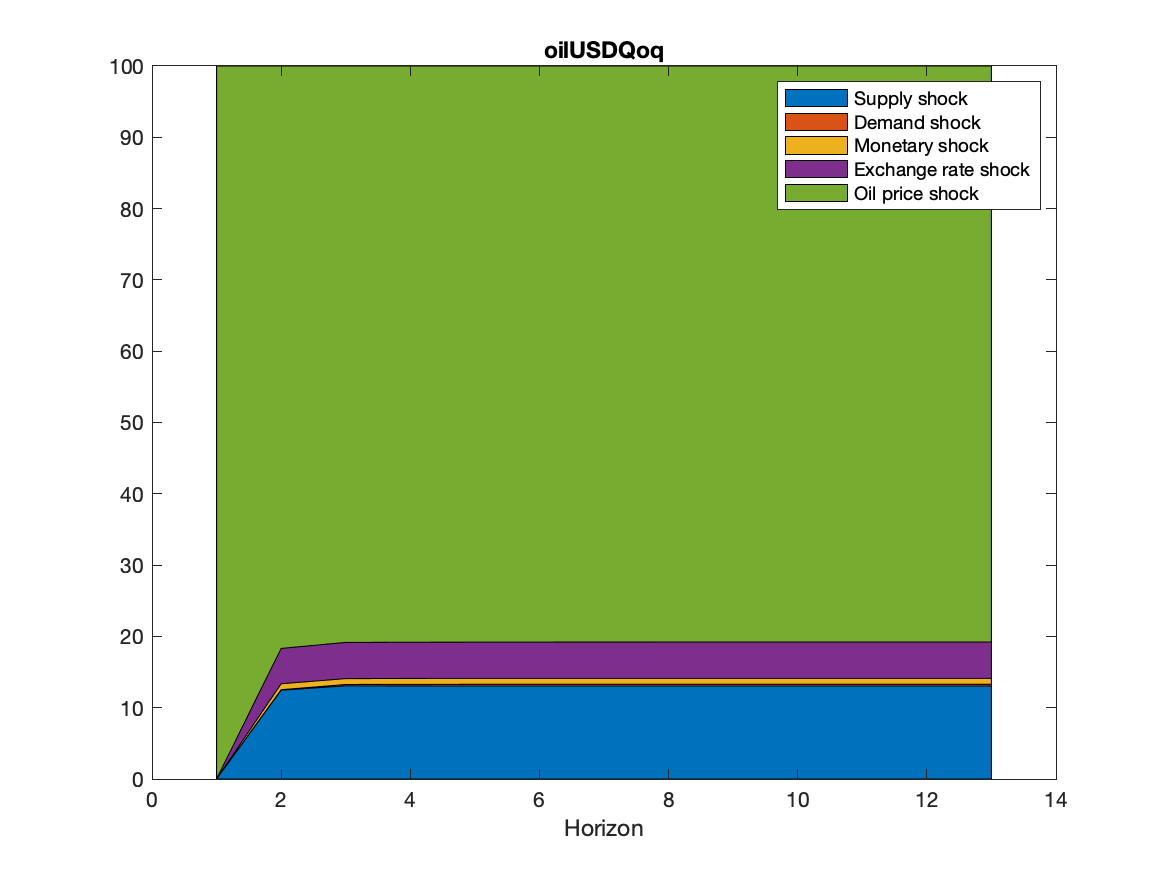 oilUSDQoq
100
90
80
70
60
50
40
30
20
10
0
Supply shock
Demand shock
Monetary shock
Exchange rate shock
Oil price shock
0 2 4 6 8 10 12 14
Horizon